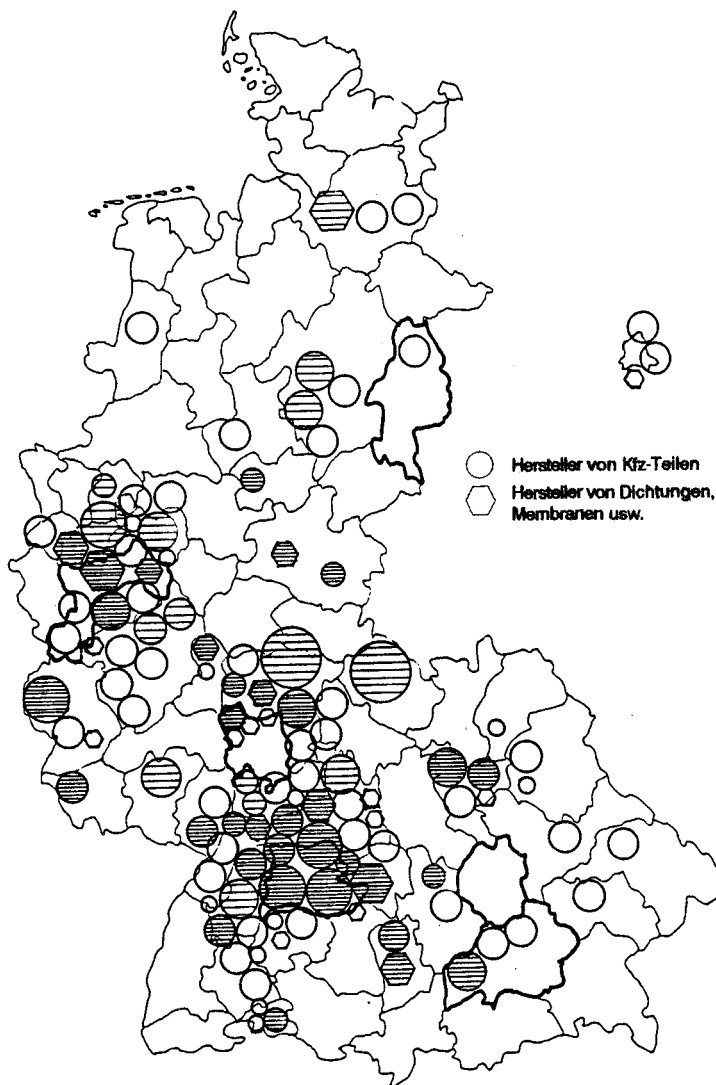 Hersteller von Kfz-Teilen
Hersteller von Dichtungen,
Membranen usw.